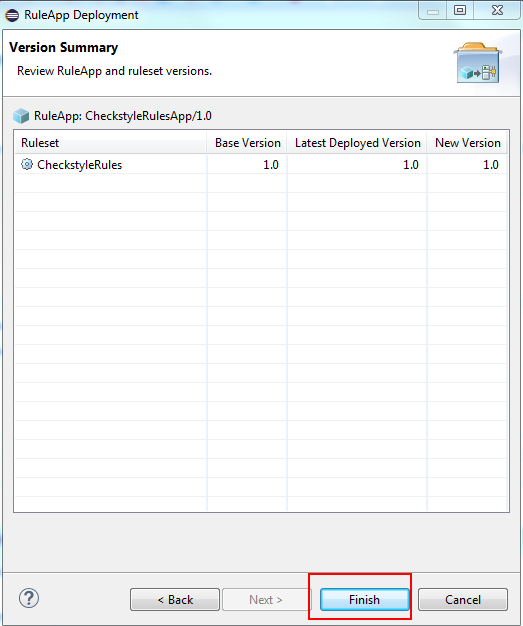 RuleApp Deployment
Version Summary
Review RuleApp and ruleset versions.
RuleApp: CheckstyleRulesApp/1.0
Ruleset Base Version Latest Deployed Version New Version
CheckstyleRules 1.0 1.0 1.0
? < Back Next > Finish Cancel